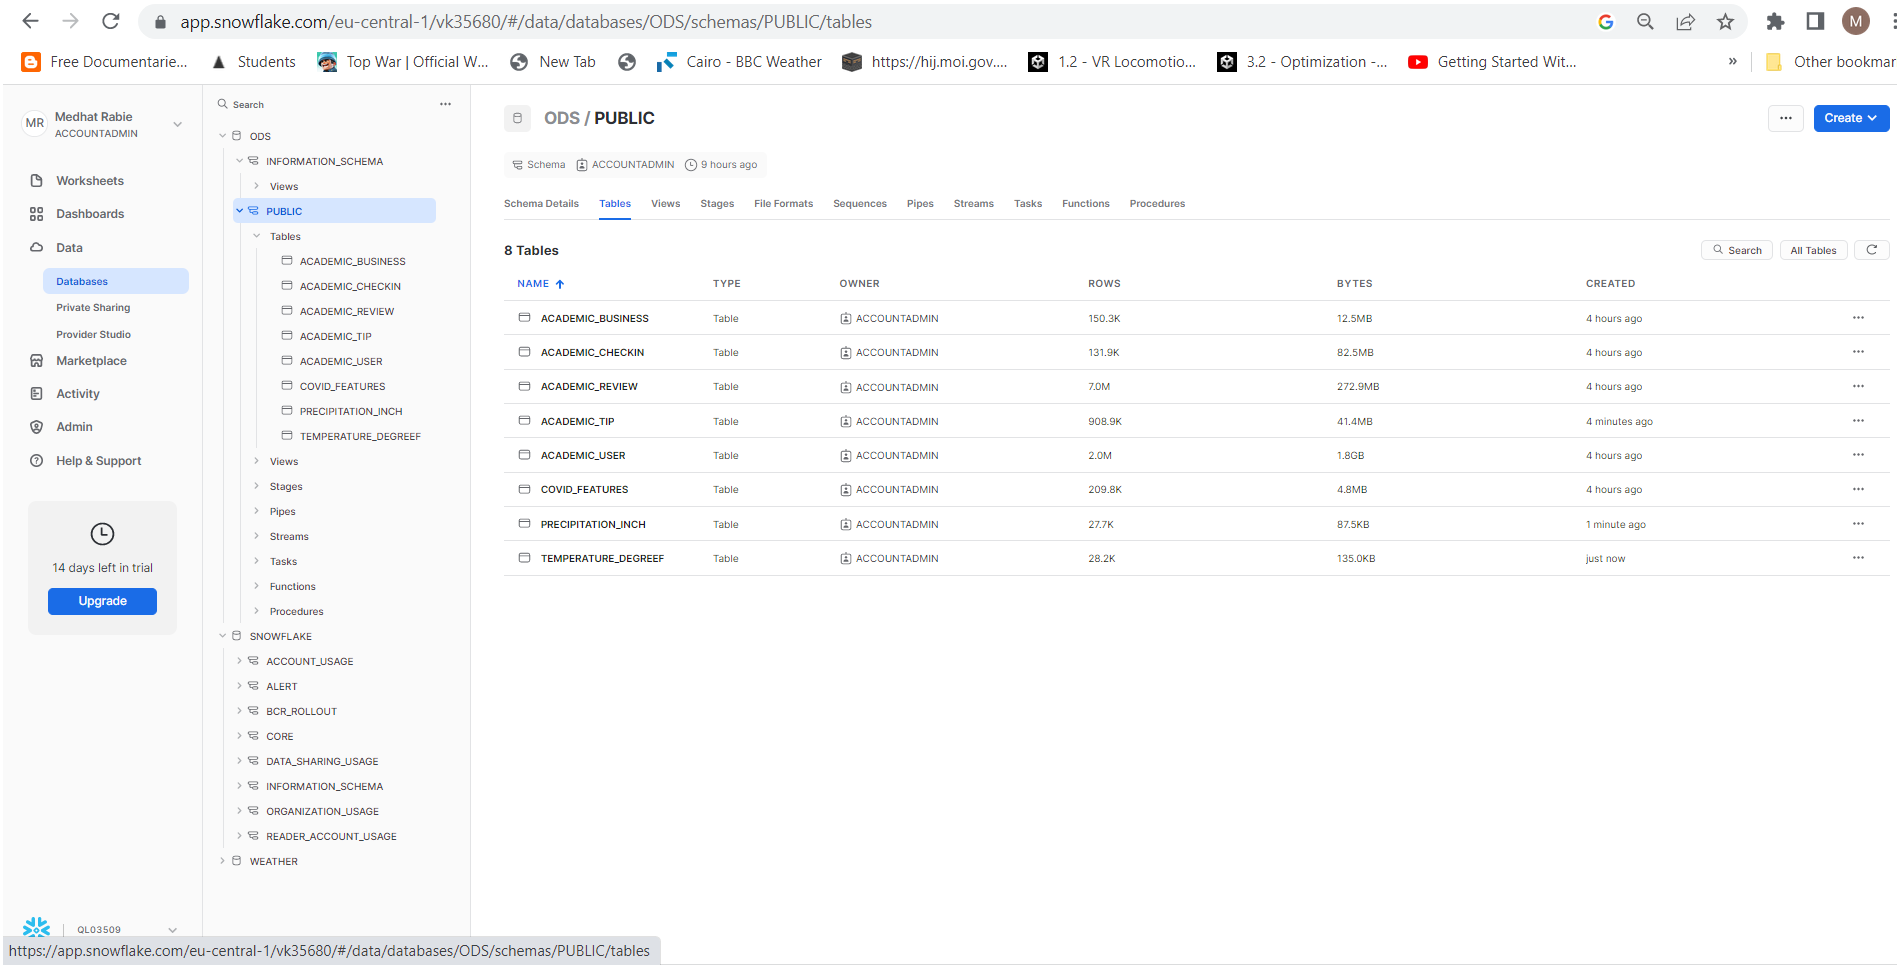 app.snowflake.com/eu-central-1/vk35680/#/data/databases/ODS/schemas/PUBLIC/tables
M
Free Documentarie... Students Top War | Official W... New Tab Cairo - BBC Weather https://hij.moi.gov.... 1.2 - VR Locomotio... 3.2 - Optimization -... Getting Started Wit... » Other bookmar
MR
Medhat Rabie
ACCOUNTADMIN
Worksheets
Dashboards
Data
Databases
Private Sharing
Provider Studio
Marketplace
Activity
Admin
Help & Support
14 days left in trial
Upgrade
QL03509
Search
ODS
INFORMATION_SCHEMA
Views
PUBLIC
Tables
ACADEMIC_BUSINESS
ACADEMIC_CHECKIN
ACADEMIC_REVIEW
ACADEMIC_TIP
ACADEMIC_USER
COVID_FEATURES
PRECIPITATION_INCH
TEMPERATURE_DEGREEF
Views
Stages
Pipes
Streams
Tasks
Functions
Procedures
SNOWFLAKE
ACCOUNT_USAGE
ALERT
BCR_ROLLOUT
CORE
DATA_SHARING_USAGE
INFORMATION_SCHEMA
ORGANIZATION_USAGE
READER_ACCOUNT_USAGE
WEATHER
ODS / PUBLIC
Create
Schema ACCOUNTADMIN 9 hours ago
Schema Details Tables Views Stages File Formats Sequences Pipes Streams Tasks Functions Procedures
8 Tables
Search All Tables
NAME TYPE OWNER ROWS BYTES CREATED
ACADEMIC_BUSINESS Table ACCOUNTADMIN 150.3K 12.5MB 4 hours ago
ACADEMIC_CHECKIN Table ACCOUNTADMIN 131.9K 82.5MB 4 hours ago
ACADEMIC_REVIEW Table ACCOUNTADMIN 7.0M 272.9MB 4 hours ago
ACADEMIC_TIP Table ACCOUNTADMIN 908.9K 41.4MB 4 minutes ago
ACADEMIC_USER Table ACCOUNTADMIN 2.0M 1.8GB 4 hours ago
COVID_FEATURES Table ACCOUNTADMIN 209.8K 4.8MB 4 hours ago
PRECIPITATION_INCH Table ACCOUNTADMIN 27.7K 87.5KB 1 minute ago
TEMPERATURE_DEGREEF Table ACCOUNTADMIN 28.2K 135.0KB just now
https://app.snowflake.com/eu-central-1/vk35680/#/data/databases/ODS/schemas/PUBLIC/tables